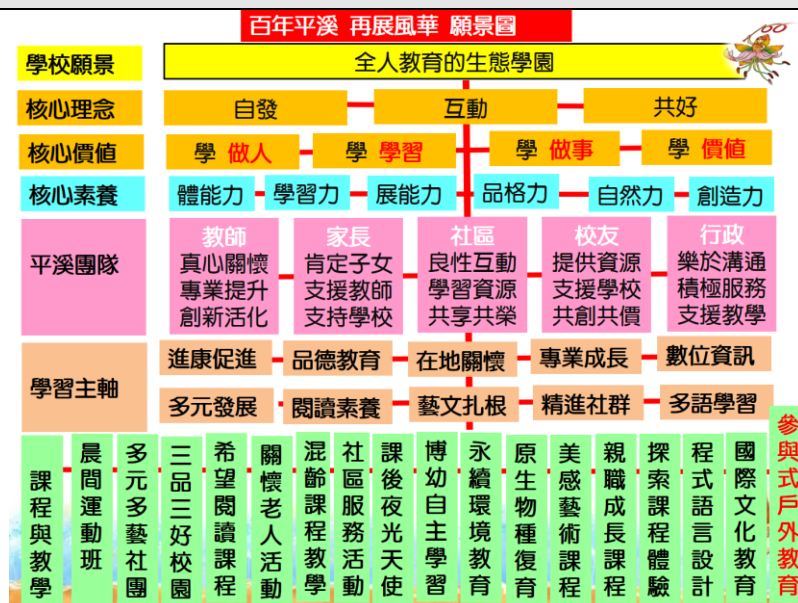 百年平溪 再展風華 願景圖
100
學校願景
全人教育的生態學園
核心理念
自發
互動
共好
核心價值
學 做人
學 學習
學 做事
學 價值
核心素養
體能力
學習力
展能力
品格力
自然力
創造力
平溪團隊
教師
真心關懷
專業提升
創新活化
家長
肯定子女
支援教師
支持學校
社區
良性互動
學習資源
共享共榮
校友
提供資源
支援學校
共創共價
行政
樂於溝通
積極服務
支援教學
學習主軸
進康促進
品德教育
在地關懷
專業成長
數位資訊
多元發展
閱讀素養
藝文扎根
精進社群
多語學習
課程與教學
晨間運動班
多元多藝社團
三品三好校園
希望閱讀課程
關懷老人活動
混齡課程教學
社區服務活動
課後夜光天使
博幼自主學習
永續環境教育
原生物種復育
美感藝術課程
親職成長課程
探索課程體驗
程式語言設計
國際文化教育
參與式戶外教育